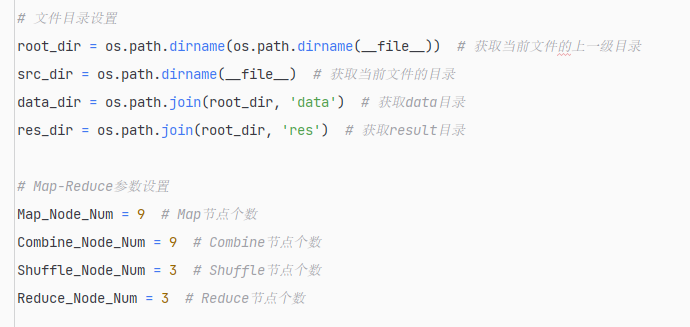 # 文件目录设置
root_dir = os.path.dirname(os.path.dirname(__file__))  # 获取当前文件的上一级目录
src_dir = os.path.dirname(__file__)  # 获取当前文件的目录
data_dir = os.path.join(root_dir, 'data')  # 获取data目录
res_dir = os.path.join(root_dir, 'res')  # 获取result目录
# Map-Reduce参数设置
Map_Node_Num = 9  # Map节点个数
Combine_Node_Num = 9  # Combine节点个数
Shuffle_Node_Num = 3  # Shuffle节点个数
Reduce_Node_Num = 3  # Reduce节点个数